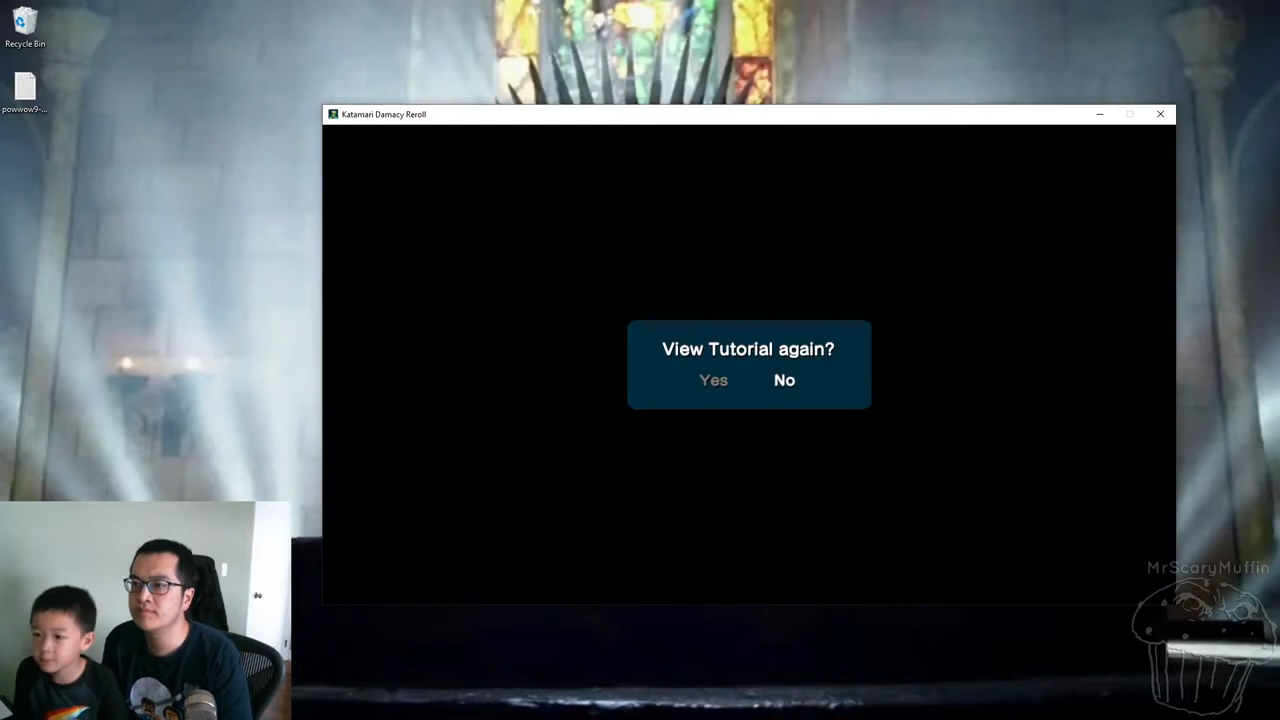 Recycle Bin
powwow9-...
Katamari Damacy Reroll
View Tutorial again?
Yes No
MrScaryMuffin